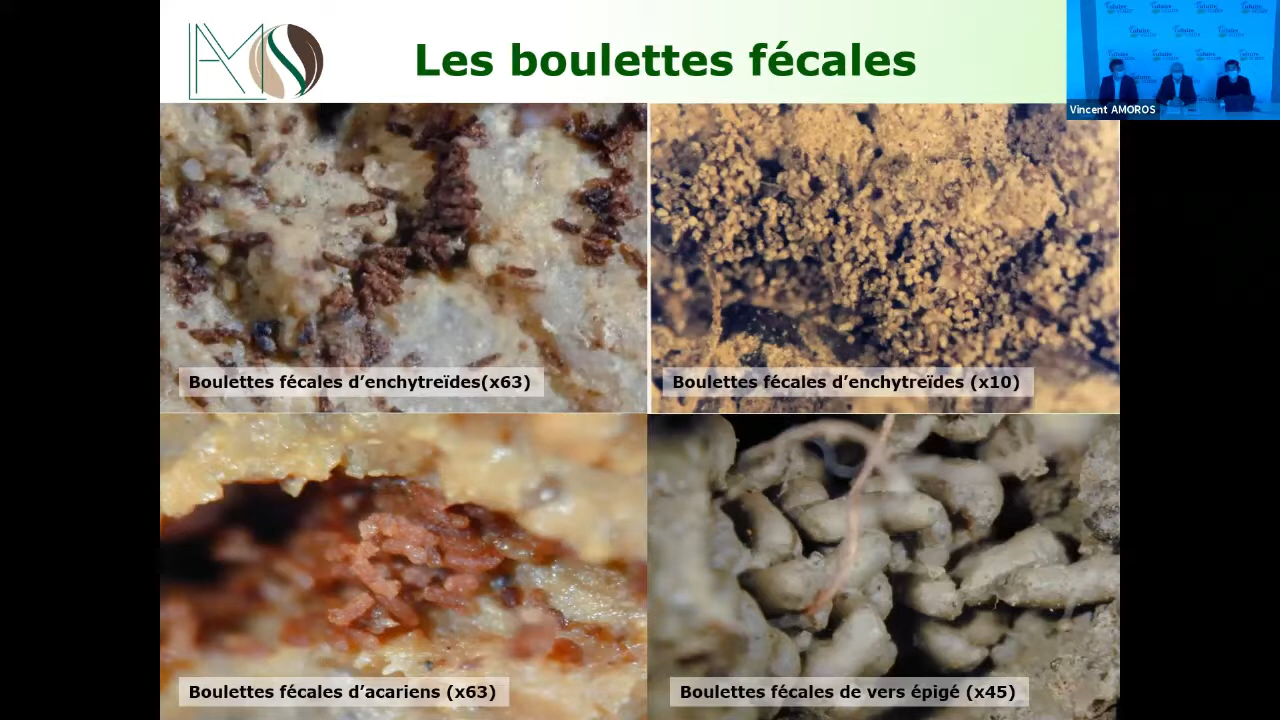 LAMS
Les boulettes fécales
Vincent AMOROS
Boulettes fécales d’enchytreïdes(x63)
Boulettes fécales d’enchytreïdes (x10)
Boulettes fécales d’acariens (x63)
Boulettes fécales de vers épigé (x45)